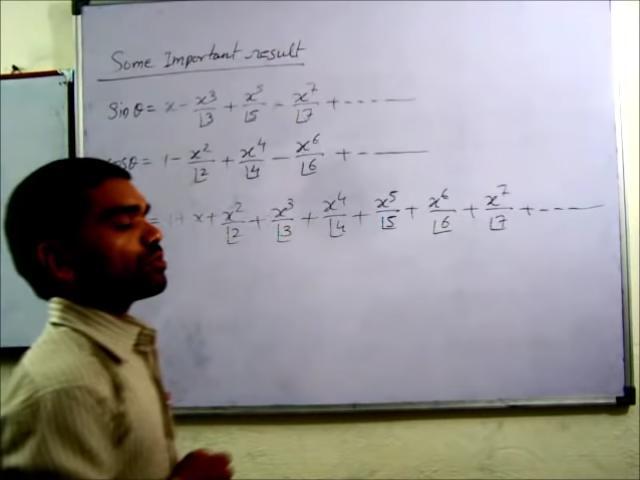 Some Important result
Sinθ = x - x³/⌊3 + x⁵/⌊5 - x⁷/⌊7 + -----
cosθ = 1 - x²/⌊2 + x⁴/⌊4 - x⁶/⌊6 + -----
= 1 + x + x²/⌊2 + x³/⌊3 + x⁴/⌊4 + x⁵/⌊5 + x⁶/⌊6 + x⁷/⌊7 + -----